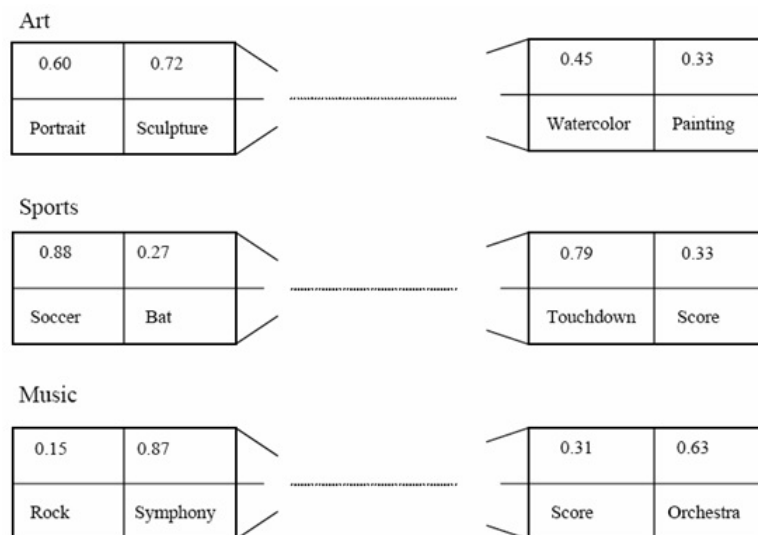 Art
0.60 0.72 0.45 0.33
Portrait Sculpture Watercolor Painting
Sports
0.88 0.27 0.79 0.33
Soccer Bat Touchdown Score
Music
0.15 0.87 0.31 0.63
Rock Symphony Score Orchestra